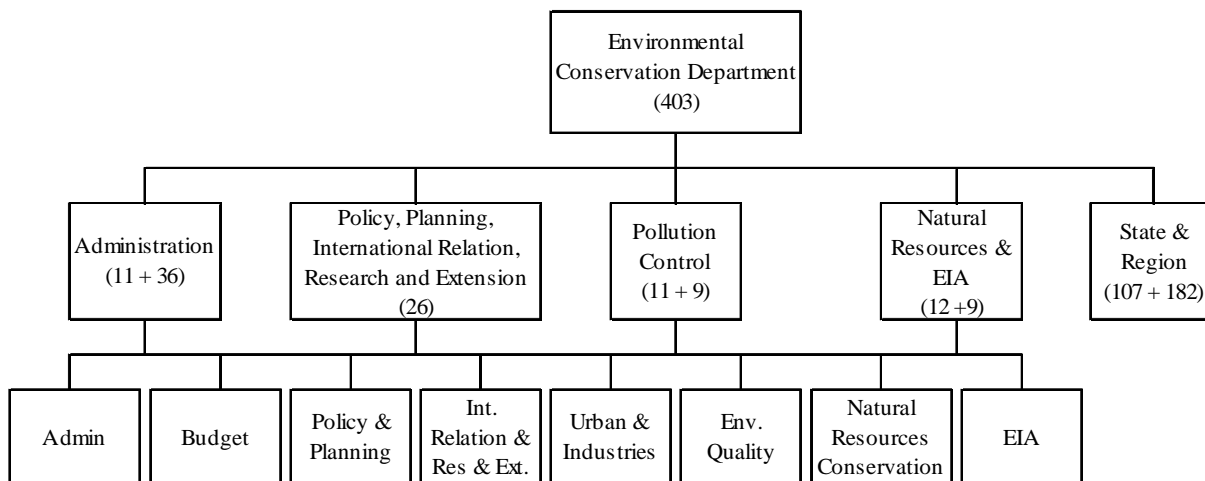 Environmental
Conservation Department
(403)
Administration
(11 + 36)
Policy, Planning,
International Relation,
Research and Extension
(26)
Pollution
Control
(11 + 9)
Natural
Resources &
EIA
(12 +9)
State &
Region
(107 + 182)
Admin
Budget
Policy &
Planning
Int.
Relation &
Res & Ext.
Urban &
Industries
Env.
Quality
Natural
Resources
Conservation
EIA